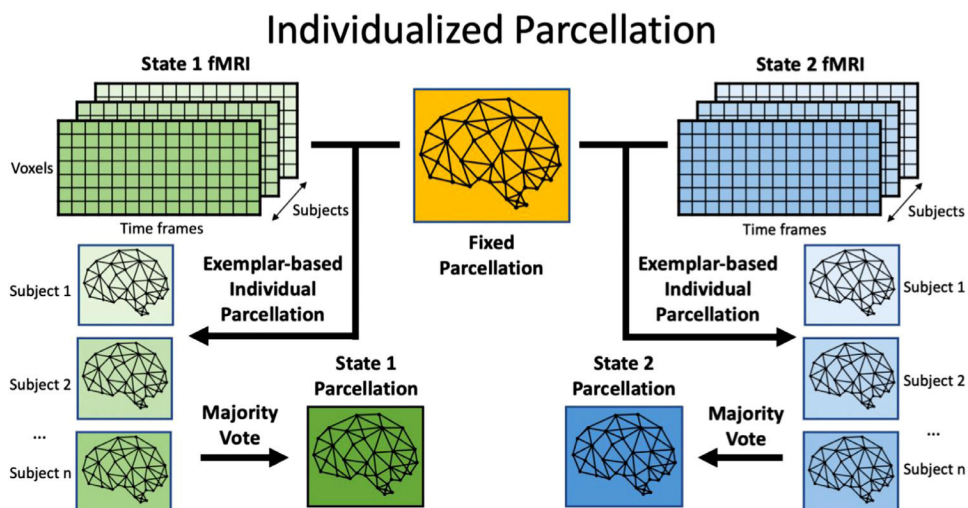 Individualized Parcellation
State 1 fMRI
State 2 fMRI
Voxels
Subjects
Time frames
Fixed
Parcellation
Subjects
Time frames
Exemplar-based
Individual
Parcellation
Exemplar-based
Individual
Parcellation
Subject 1
Subject 2
...
Subject n
Majority
Vote
State 1
Parcellation
State 2
Parcellation
Majority
Vote
Subject 1
Subject 2
...
Subject n